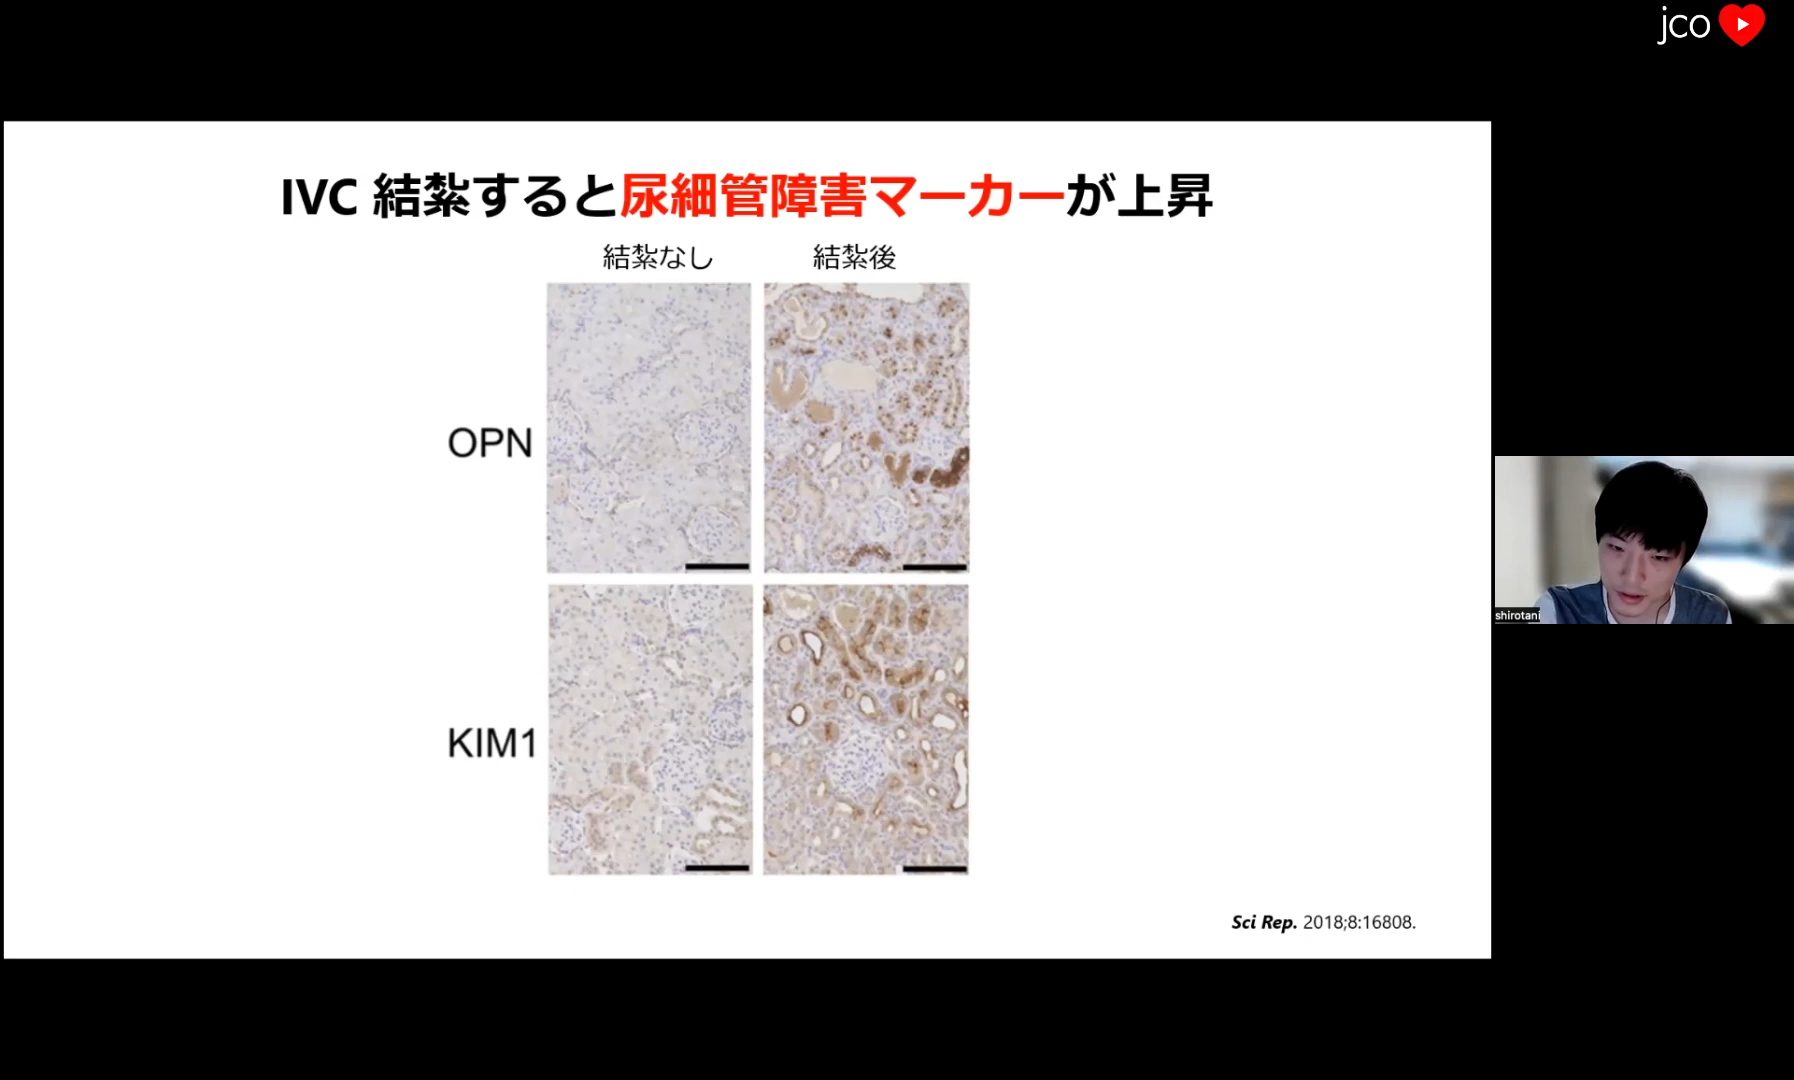 jco
IVC 結紮すると尿細管障害マーカーが上昇
結紮なし 結紮後
OPN
KIM1
Sci Rep. 2018;8:16808.
shirotani